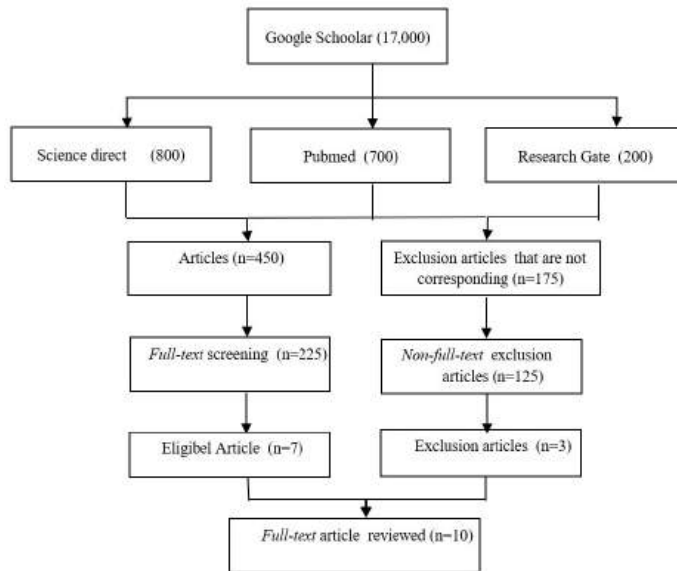 Google Schoolar (17,000)
Science direct (800)
Pubmed (700)
Research Gate (200)
Articles (n=450)
Exclusion articles that are not
corresponding (n=175)
Full-text screening (n=225)
Non-full-text exclusion
articles (n=125)
Eligibel Article (n=7)
Exclusion articles (n=3)
Full-text article reviewed (n=10)